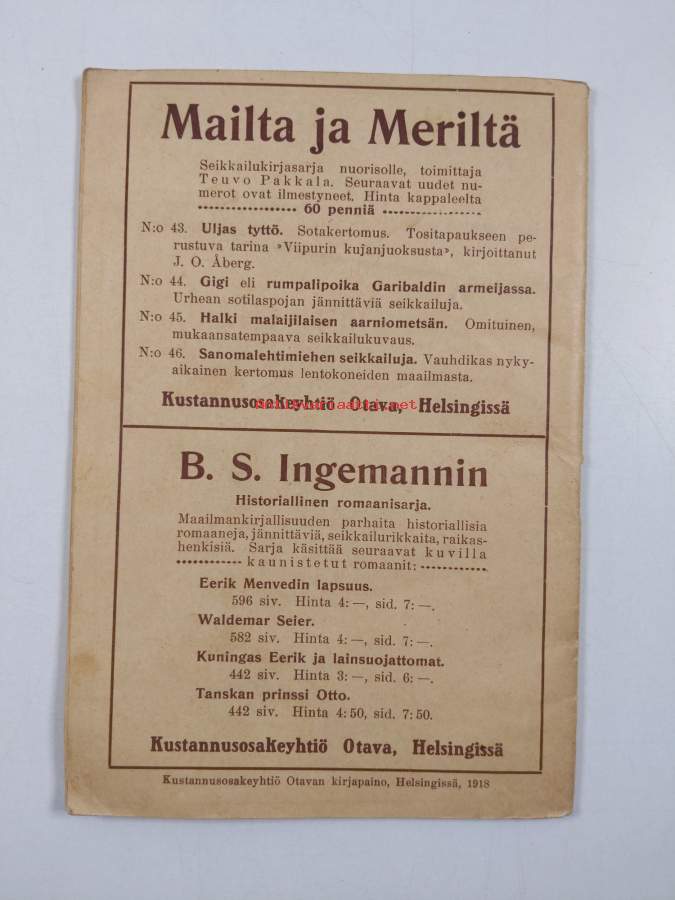 Mailta ja Meriltä
Seikkailukirjasarja nuorisolle, toimittaja
Teuvo Pakkala. Seuraavat uudet nu-
merot ovat ilmestyneet. Hinta kappaleelta
60 penniä
N:o 43. Uljas tyttö. Sotakertomus. Tositapaukseen pe-
rustuva tarina »Viipurin kujanjuoksusta», kirjoittanut
J. O. Åberg.
N:o 44. Gigi eli rumpalipoika Garibaldin armeijassa.
Urhean sotilaspojan jännittäviä seikkailuja.
N:o 45. Halki malaijilaisen aarniometsän. Omituinen,
mukaansatempaava seikkailukuvaus.
N:o 46. Sanomalehtimiehen seikkailuja. Vauhdikas nyky-
aikainen kertomus lentokoneiden maailmasta.
Kustannusosakeyhtiö Otava, Helsingissä
antikvariaatti.net
B. S. Ingemannin
Historiallinen romaanisarja.
Maailmankirjallisuuden parhaita historiallisia
romaaneja, jännittäviä, seikkailurikkaita, raikas-
henkisiä. Sarja käsittää seuraavat kuvilla
kaunistetut romaanit:
Eerik Menvedin lapsuus.
596 siv. Hinta 4: —, sid. 7: —.
Waldemar Seier.
582 siv. Hinta 4: —, sid. 7: —.
Kuningas Eerik ja lainsuojattomat.
442 siv. Hinta 3: —, sid. 6: —.
Tanskan prinssi Otto.
442 siv. Hinta 4: 50, sid. 7: 50.
Kustannusosakeyhtiö Otava, Helsingissä
Kustannusosakeyhtiö Otavan kirjapaino, Helsingissä, 1918